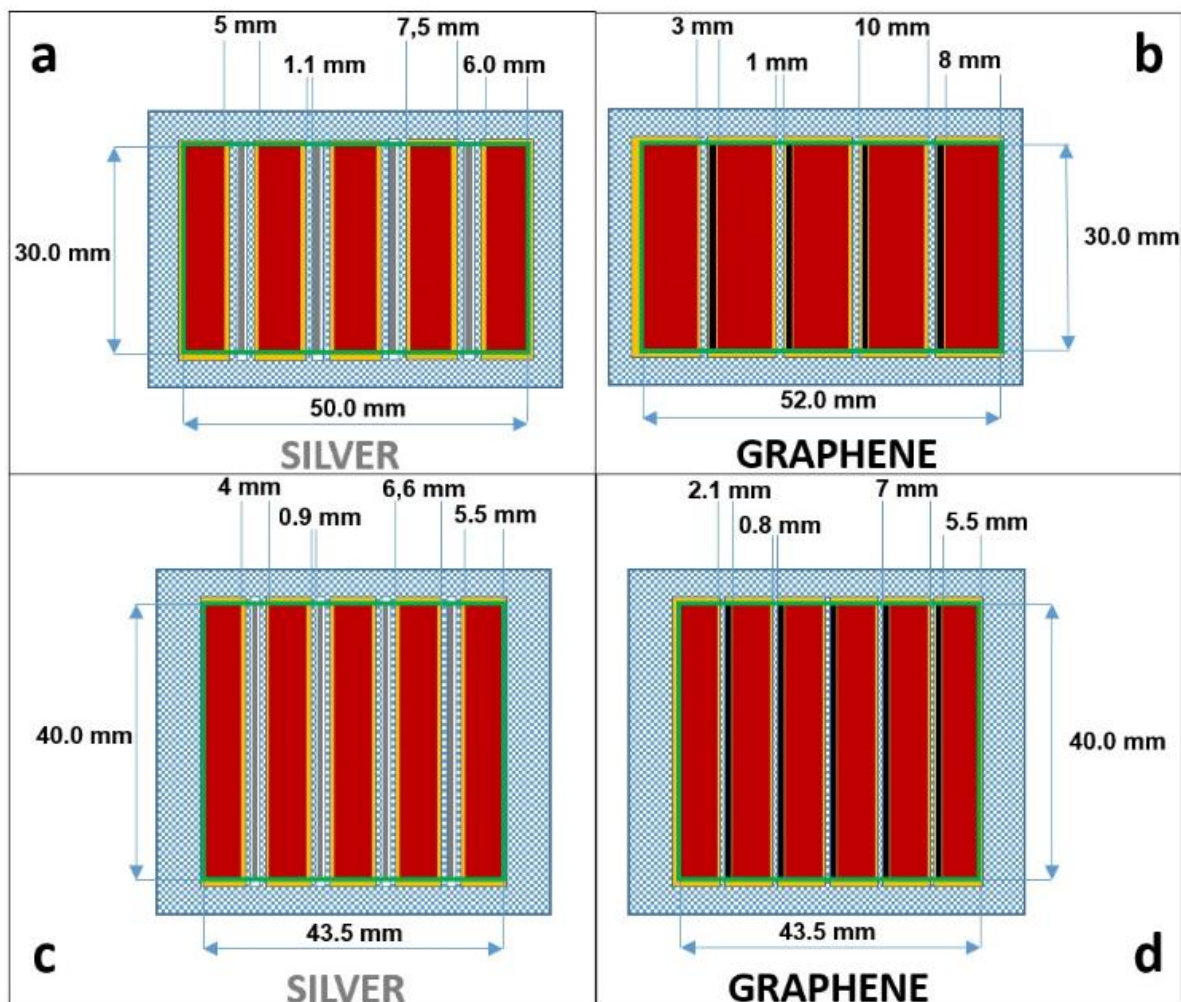 a
5 mm
7,5 mm
1.1 mm
6.0 mm
30.0 mm
50.0 mm
SILVER
b
3 mm
10 mm
1 mm
8 mm
30.0 mm
52.0 mm
GRAPHENE
4 mm
6,6 mm
0.9 mm
5.5 mm
40.0 mm
43.5 mm
c
SILVER
2.1 mm
7 mm
0.8 mm
5.5 mm
40.0 mm
43.5 mm
d
GRAPHENE